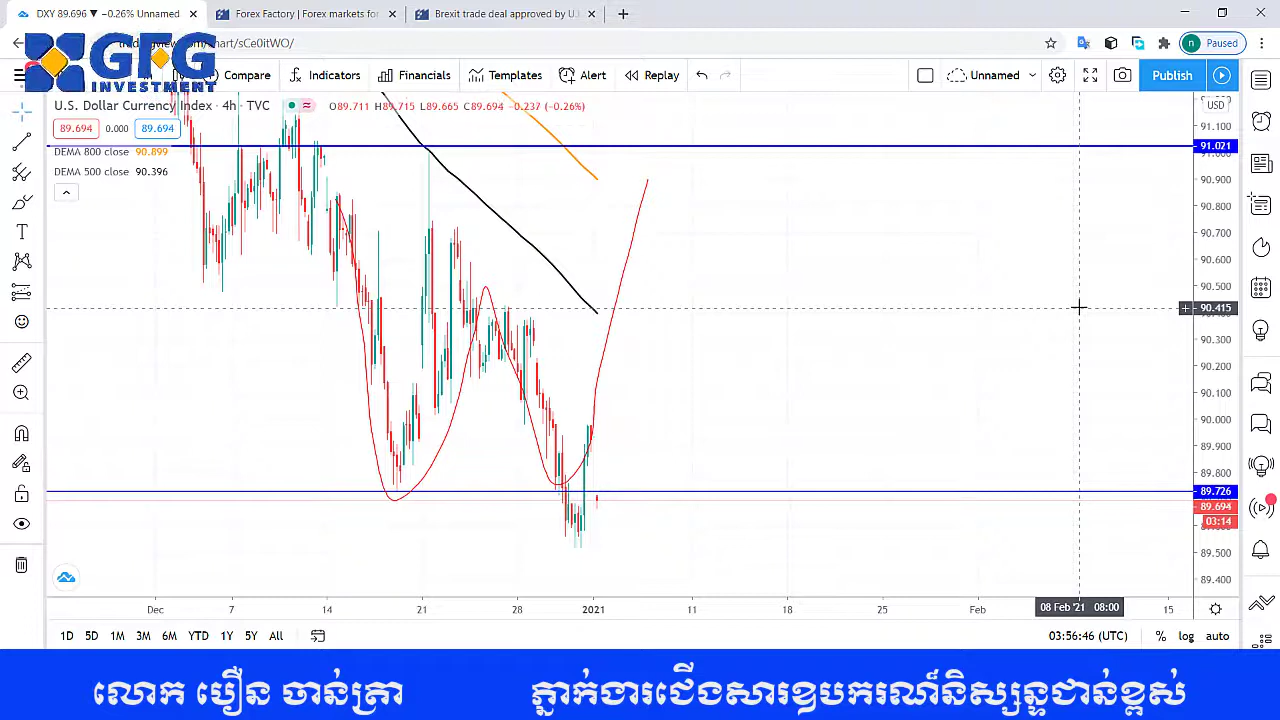 DXY 89.696 ▼ −0.26% Unnamed
Forex Factory | Forex markets for
Brexit trade deal approved by U.
/chart/sCe0itWO/
Paused
GFG
INVESTMENT
Compare
Indicators
Financials
Templates
Alert
Replay
Unnamed
Publish
U.S. Dollar Currency Index · 4h · TVC
O89.711 H89.715 L89.665 C89.694 −0.237 (−0.26%)
USD
89.694 0.000 89.694
DEMA 800 close 90.899
DEMA 500 close 90.396
91.100
91.021
90.900
90.800
90.700
90.600
90.500
90.415
90.300
90.200
90.100
90.000
89.900
89.800
89.726
89.694
03:14
89.500
89.400
Dec 7 14 21 28 2021 11 18 25 Feb 08 Feb '21 08:00 15
1D 5D 1M 3M 6M YTD 1Y 5Y All
03:56:46 (UTC) % log auto
លោក បឿន ចាន់ត្រា
ភ្នាក់ងារជើងសារឧបករណ៍និស្សន្ទជាន់ខ្ពស់